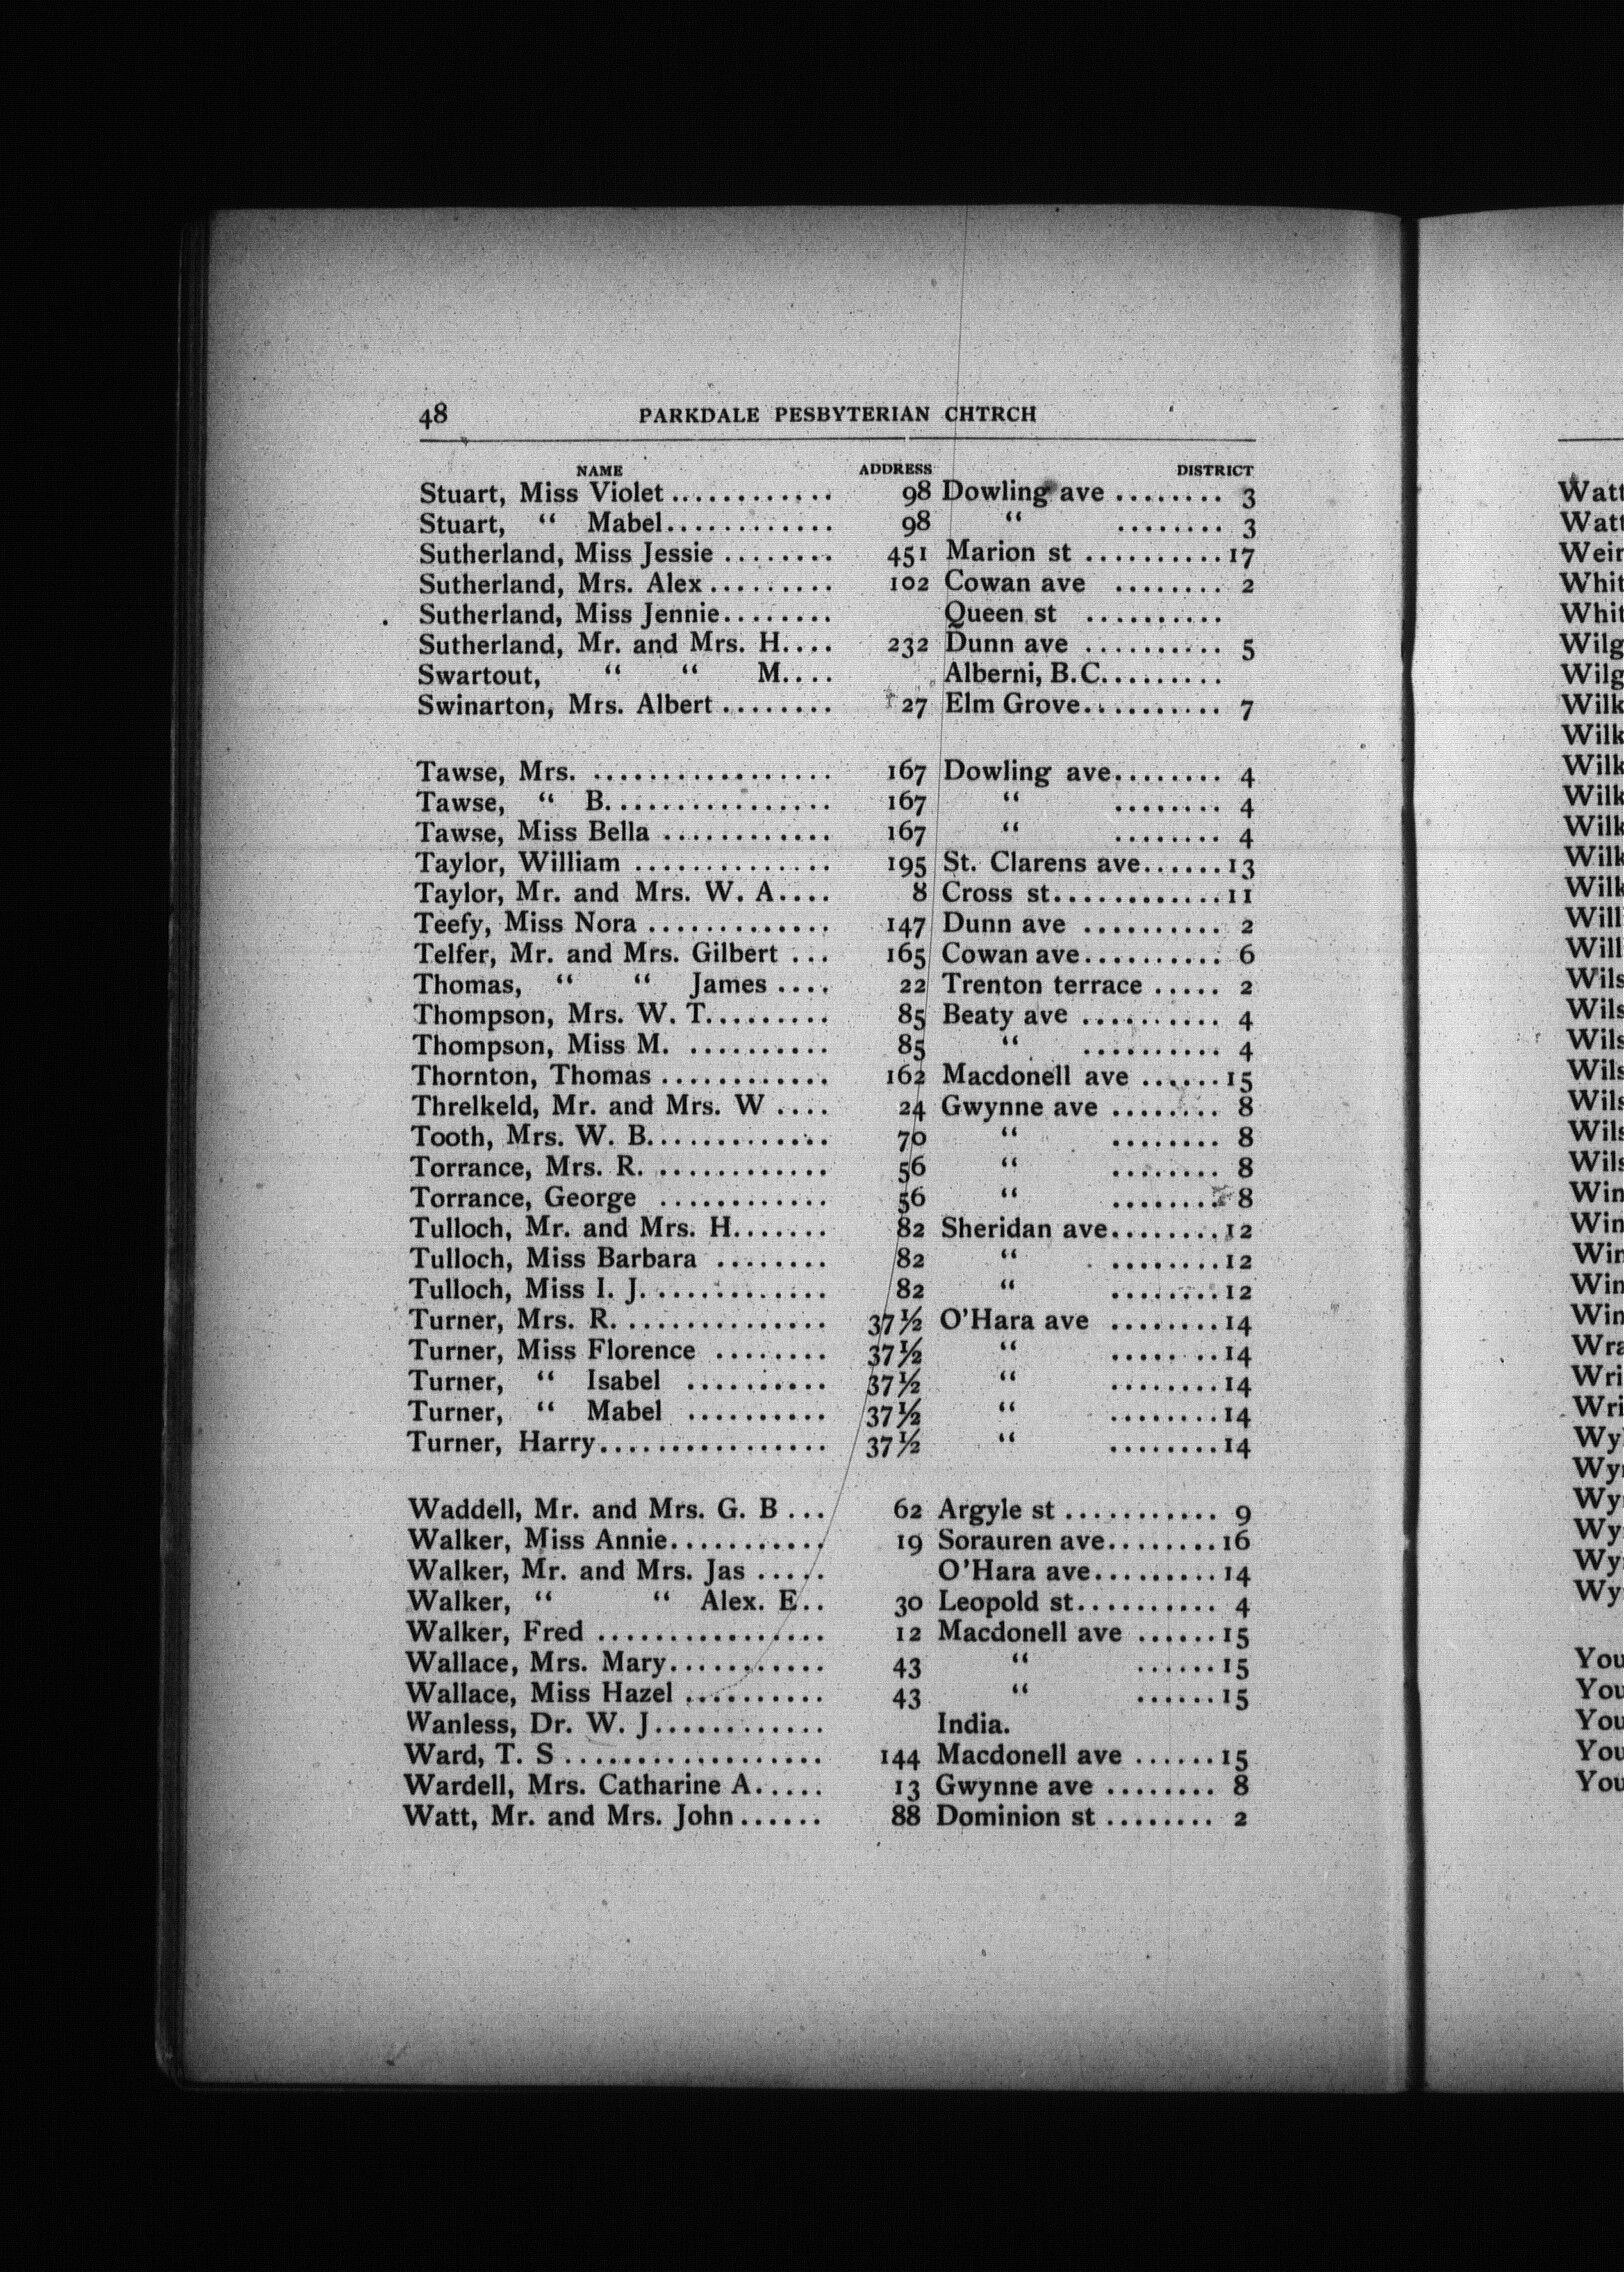 48 PARKDALE PESBYTERIAN CHTRCH
NAME ADDRESS DISTRICT
Stuart, Miss Violet ............ 98 Dowling ave ........ 3
Stuart, “ Mabel............ 98 “ ........ 3
Sutherland, Miss Jessie ........ 451 Marion st ..........17
Sutherland, Mrs. Alex ......... 102 Cowan ave ........ 2
Sutherland, Miss Jennie........ Queen st ..........
Sutherland, Mr. and Mrs. H.... 232 Dunn ave .......... 5
Swartout, “ “ M.... Alberni, B.C.........
Swinarton, Mrs. Albert ........ 27 Elm Grove.......... 7
Tawse, Mrs. ................. 167 Dowling ave........ 4
Tawse, “ B................ 167 “ ........ 4
Tawse, Miss Bella ............ 167 “ ........ 4
Taylor, William .............. 195 St. Clarens ave......13
Taylor, Mr. and Mrs. W. A.... 8 Cross st............11
Teefy, Miss Nora ............. 147 Dunn ave .......... 2
Telfer, Mr. and Mrs. Gilbert ... 165 Cowan ave.......... 6
Thomas, “ “ James .... 22 Trenton terrace ..... 2
Thompson, Mrs. W. T......... 85 Beaty ave .......... 4
Thompson, Miss M. .......... 85 “ .......... 4
Thornton, Thomas ............ 162 Macdonell ave ......15
Threlkeld, Mr. and Mrs. W .... 24 Gwynne ave ........ 8
Tooth, Mrs. W. B............. 70 “ ........ 8
Torrance, Mrs. R. ............ 56 “ ........ 8
Torrance, George ............ 56 “ ........ 8
Tulloch, Mr. and Mrs. H....... 82 Sheridan ave........12
Tulloch, Miss Barbara ........ 82 “ ........12
Tulloch, Miss I. J. ............ 82 “ ........12
Turner, Mrs. R. .............. 37½ O’Hara ave ........14
Turner, Miss Florence ........ 37½ “ ........14
Turner, “ Isabel .......... 37½ “ ........14
Turner, “ Mabel .......... 37½ “ ........14
Turner, Harry................ 37½ “ ........14
Waddell, Mr. and Mrs. G. B ... 62 Argyle st ........... 9
Walker, Miss Annie........... 19 Sorauren ave........16
Walker, Mr. and Mrs. Jas ..... O’Hara ave.........14
Walker, “ “ Alex. E.. 30 Leopold st.......... 4
Walker, Fred ................ 12 Macdonell ave ......15
Wallace, Mrs. Mary........... 43 “ ......15
Wallace, Miss Hazel .......... 43 “ ......15
Wanless, Dr. W. J............ India.
Ward, T. S .................. 144 Macdonell ave ......15
Wardell, Mrs. Catharine A..... 13 Gwynne ave ........ 8
Watt, Mr. and Mrs. John ...... 88 Dominion st ........ 2